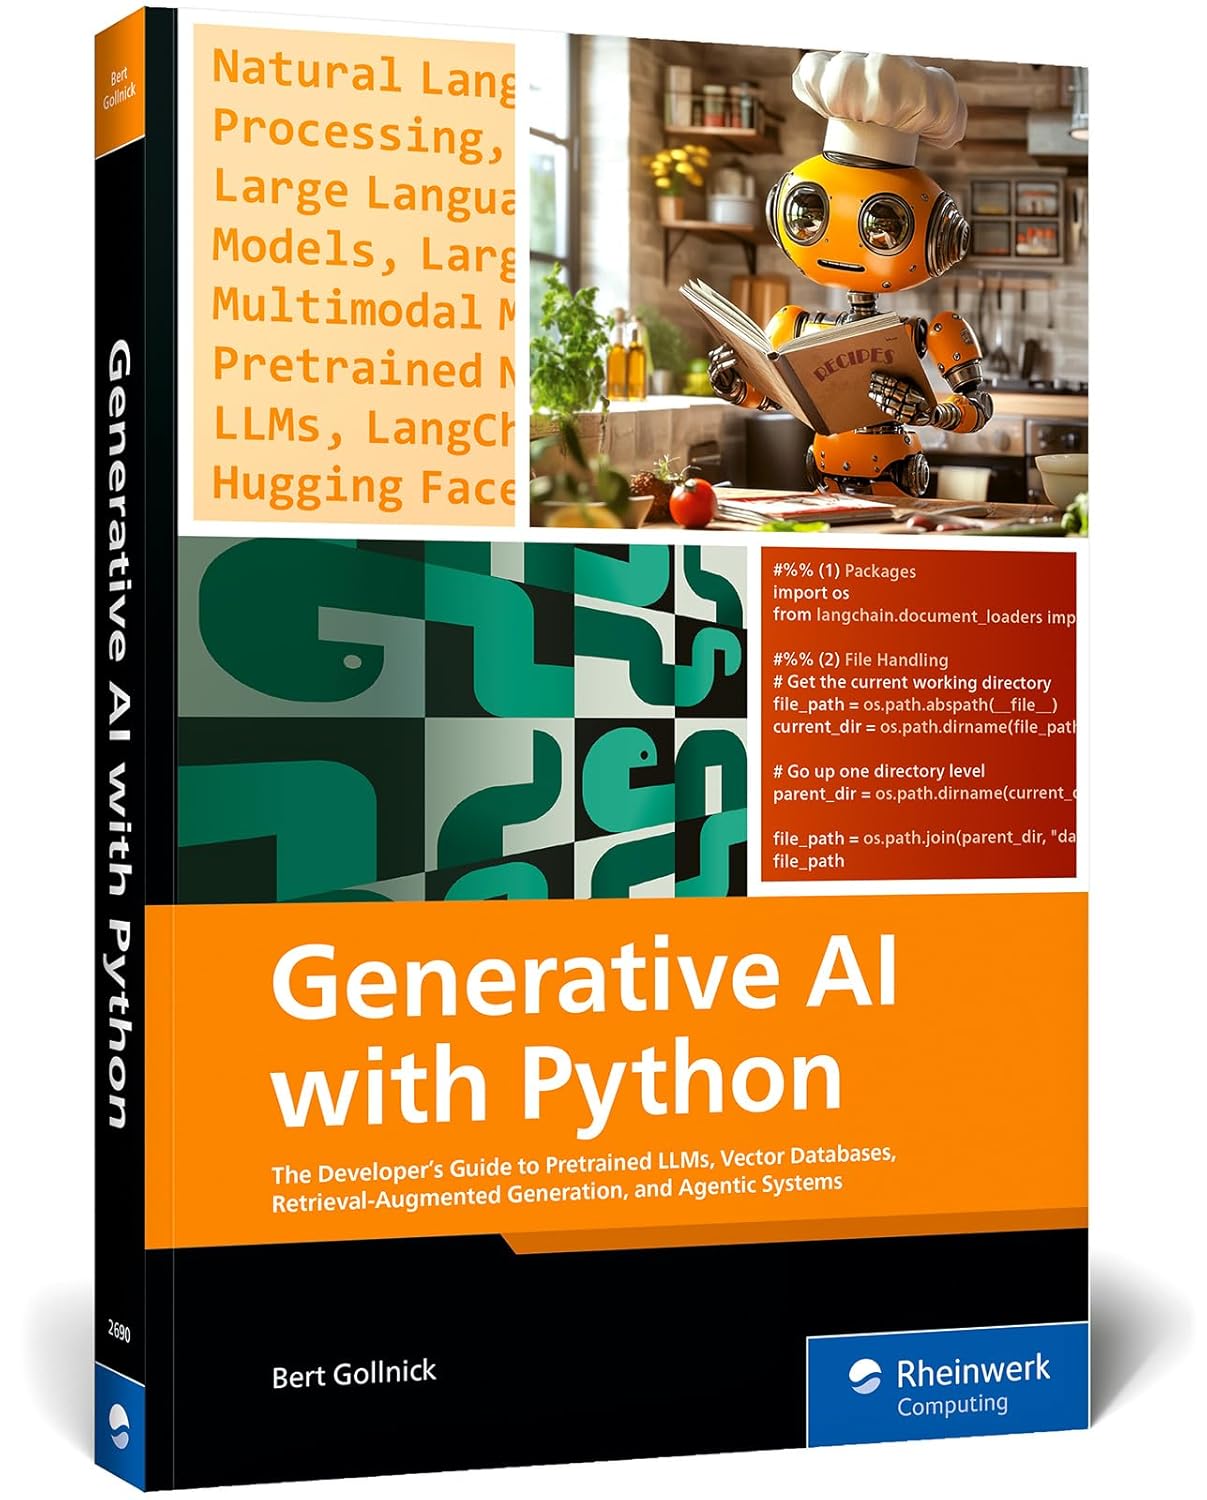 Bert
Gollnick
Generative AI with Python
2690
Natural Lang
Processing,
Large Langua
Models, Larg
Multimodal M
Pretrained N
LLMs, LangCh
Hugging Face
RECIPES
#%% (1) Packages
import os
from langchain.document_loaders imp
#%% (2) File Handling
# Get the current working directory
file_path = os.path.abspath(__file__)
current_dir = os.path.dirname(file_path
# Go up one directory level
parent_dir = os.path.dirname(current_d
file_path = os.path.join(parent_dir, "da
file_path
Generative AI
with Python
The Developer's Guide to Pretrained LLMs, Vector Databases,
Retrieval-Augmented Generation, and Agentic Systems
Bert Gollnick
Rheinwerk
Computing